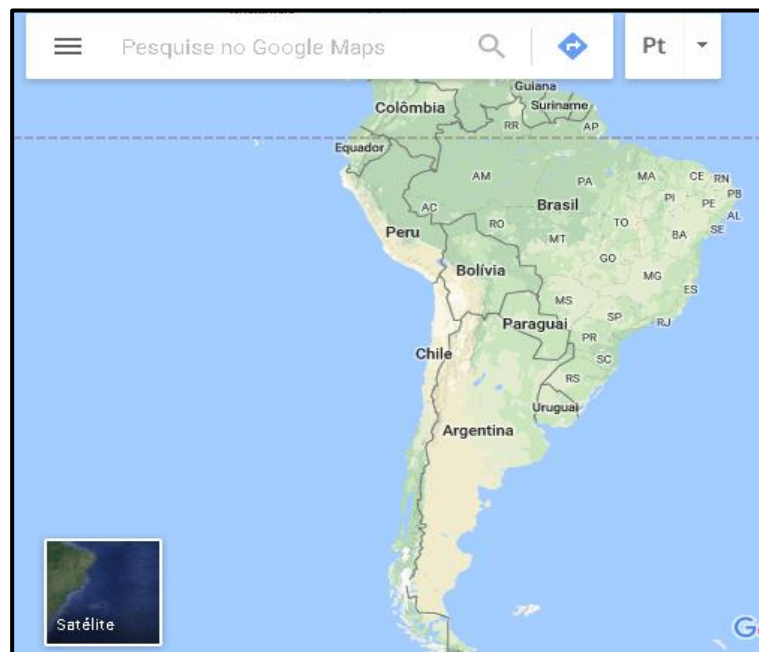 Pesquise no Google Maps
Pt
Guiana
Suriname
Colômbia
RR
AP
Equador
AM
PA
MA
CE
RN
PB
PI
PE
AL
AC
Brasil
TO
SE
RO
BA
Peru
MT
GO
Bolívia
MG
ES
MS
SP
Paraguai
RJ
PR
Chile
SC
RS
Uruguai
Argentina
Satélite